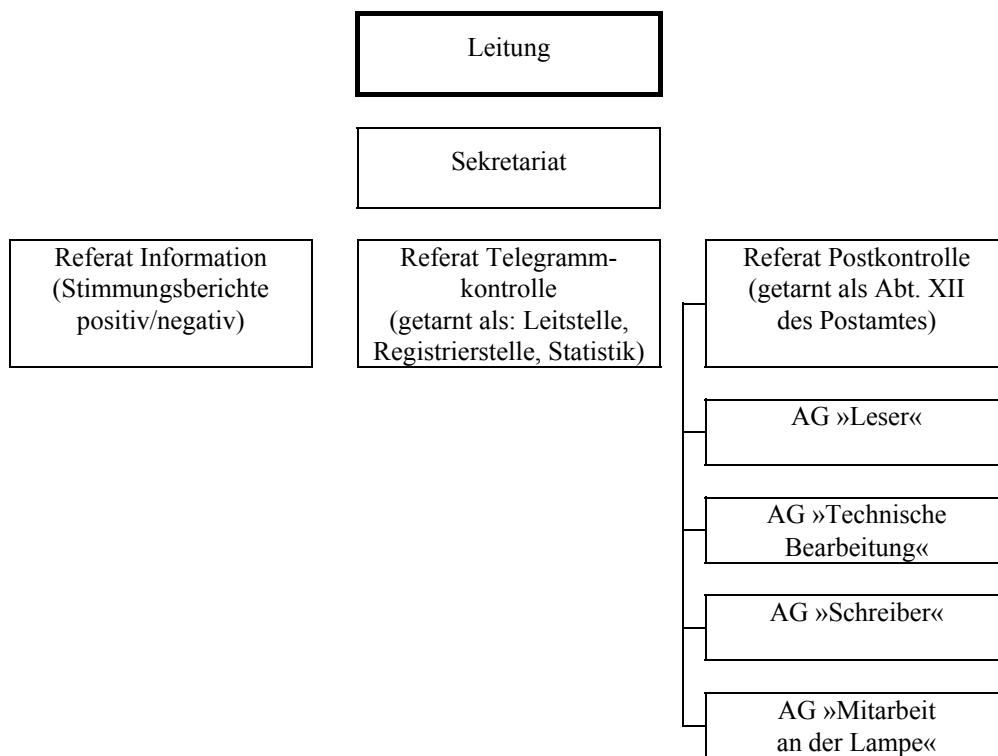 Leitung
Sekretariat
Referat Information
(Stimmungsberichte
positiv/negativ)
Referat Telegramm-
kontrolle
(getarnt als: Leitstelle,
Registrierstelle, Statistik)
Referat Postkontrolle
(getarnt als Abt. XII
des Postamtes)
AG »Leser«
AG »Technische
Bearbeitung«
AG »Schreiber«
AG »Mitarbeit
an der Lampe«